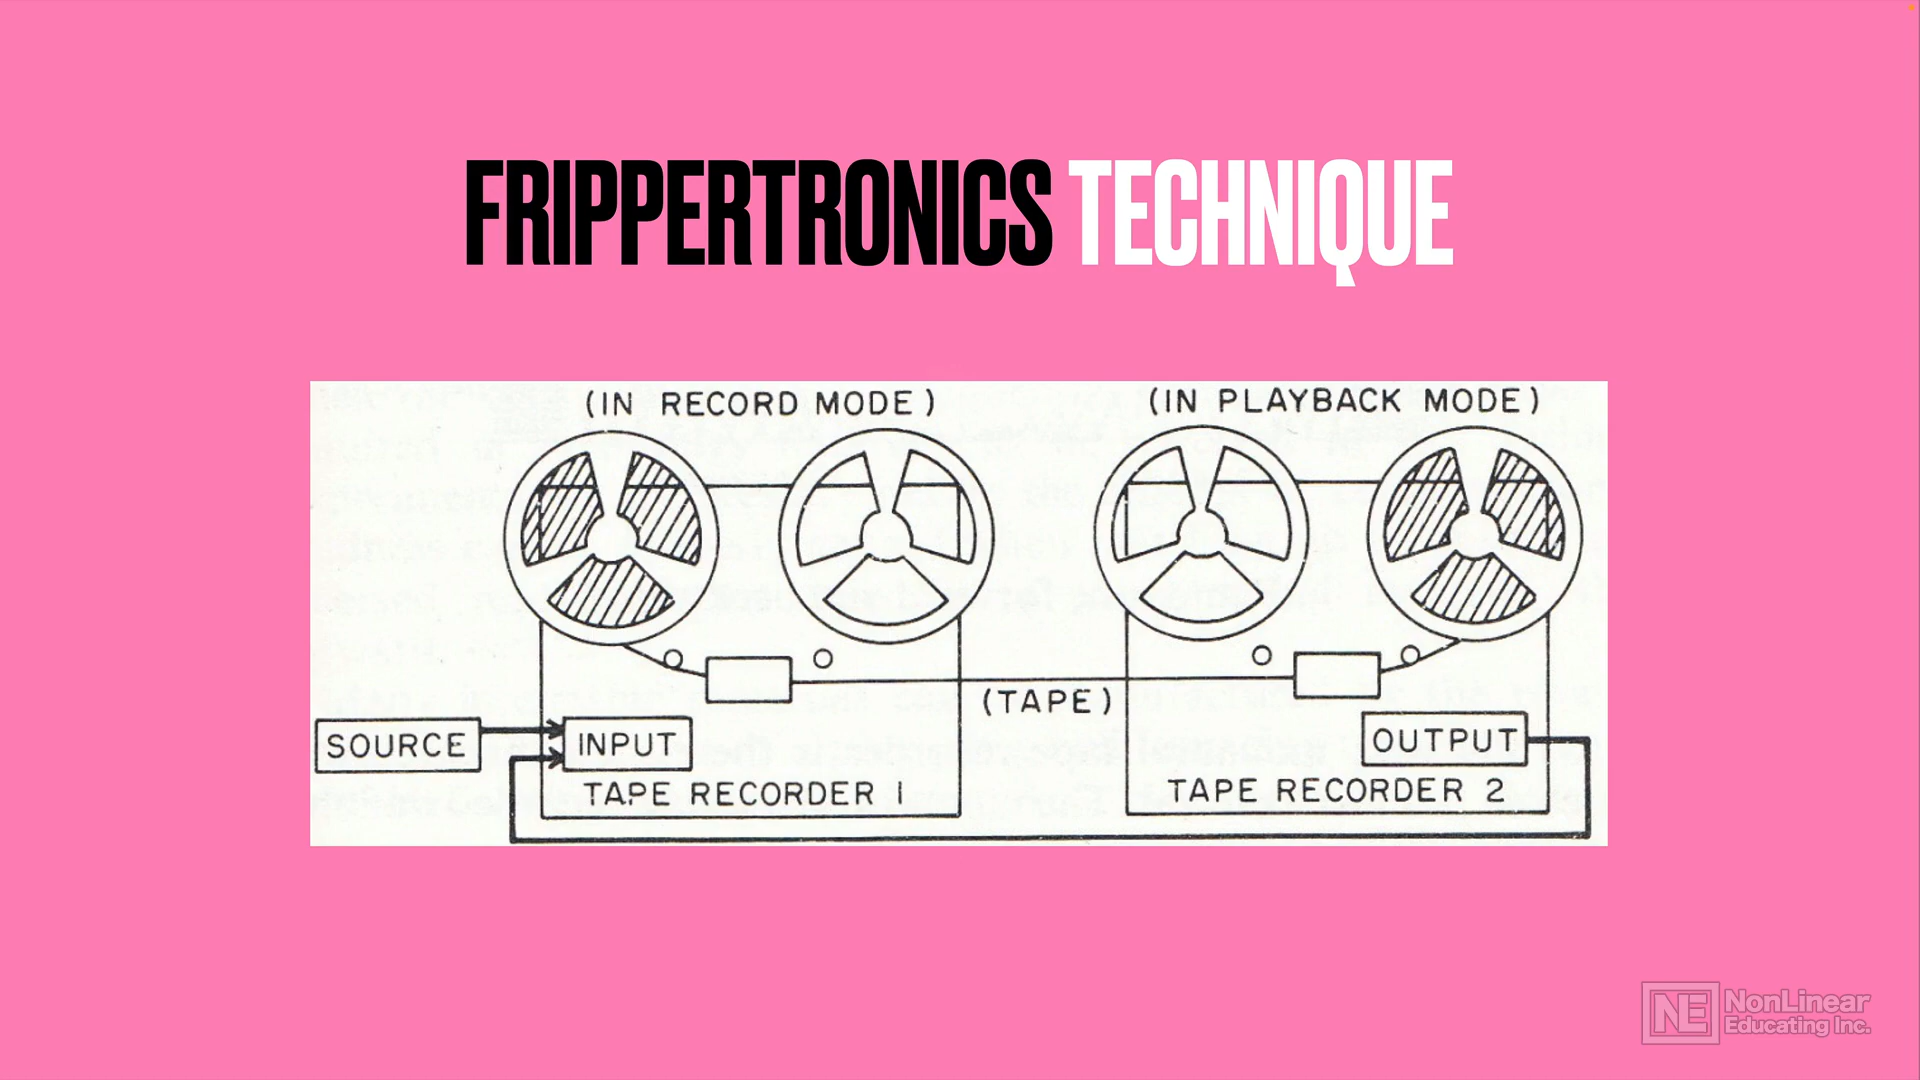 FRIPPERTRONICS TECHNIQUE
(IN RECORD MODE)
(IN PLAYBACK MODE)
(TAPE)
SOURCE
INPUT
OUTPUT
TAPE RECORDER 1
TAPE RECORDER 2
NE NonLinear
Educating Inc.